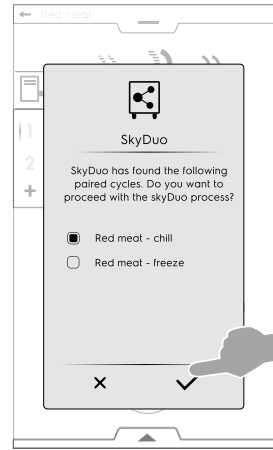 Red meat
1
2
+
SkyDuo
SkyDuo has found the following
paired cycles. Do you want to
proceed with the skyDuo process?
Red meat - chill
Red meat - freeze